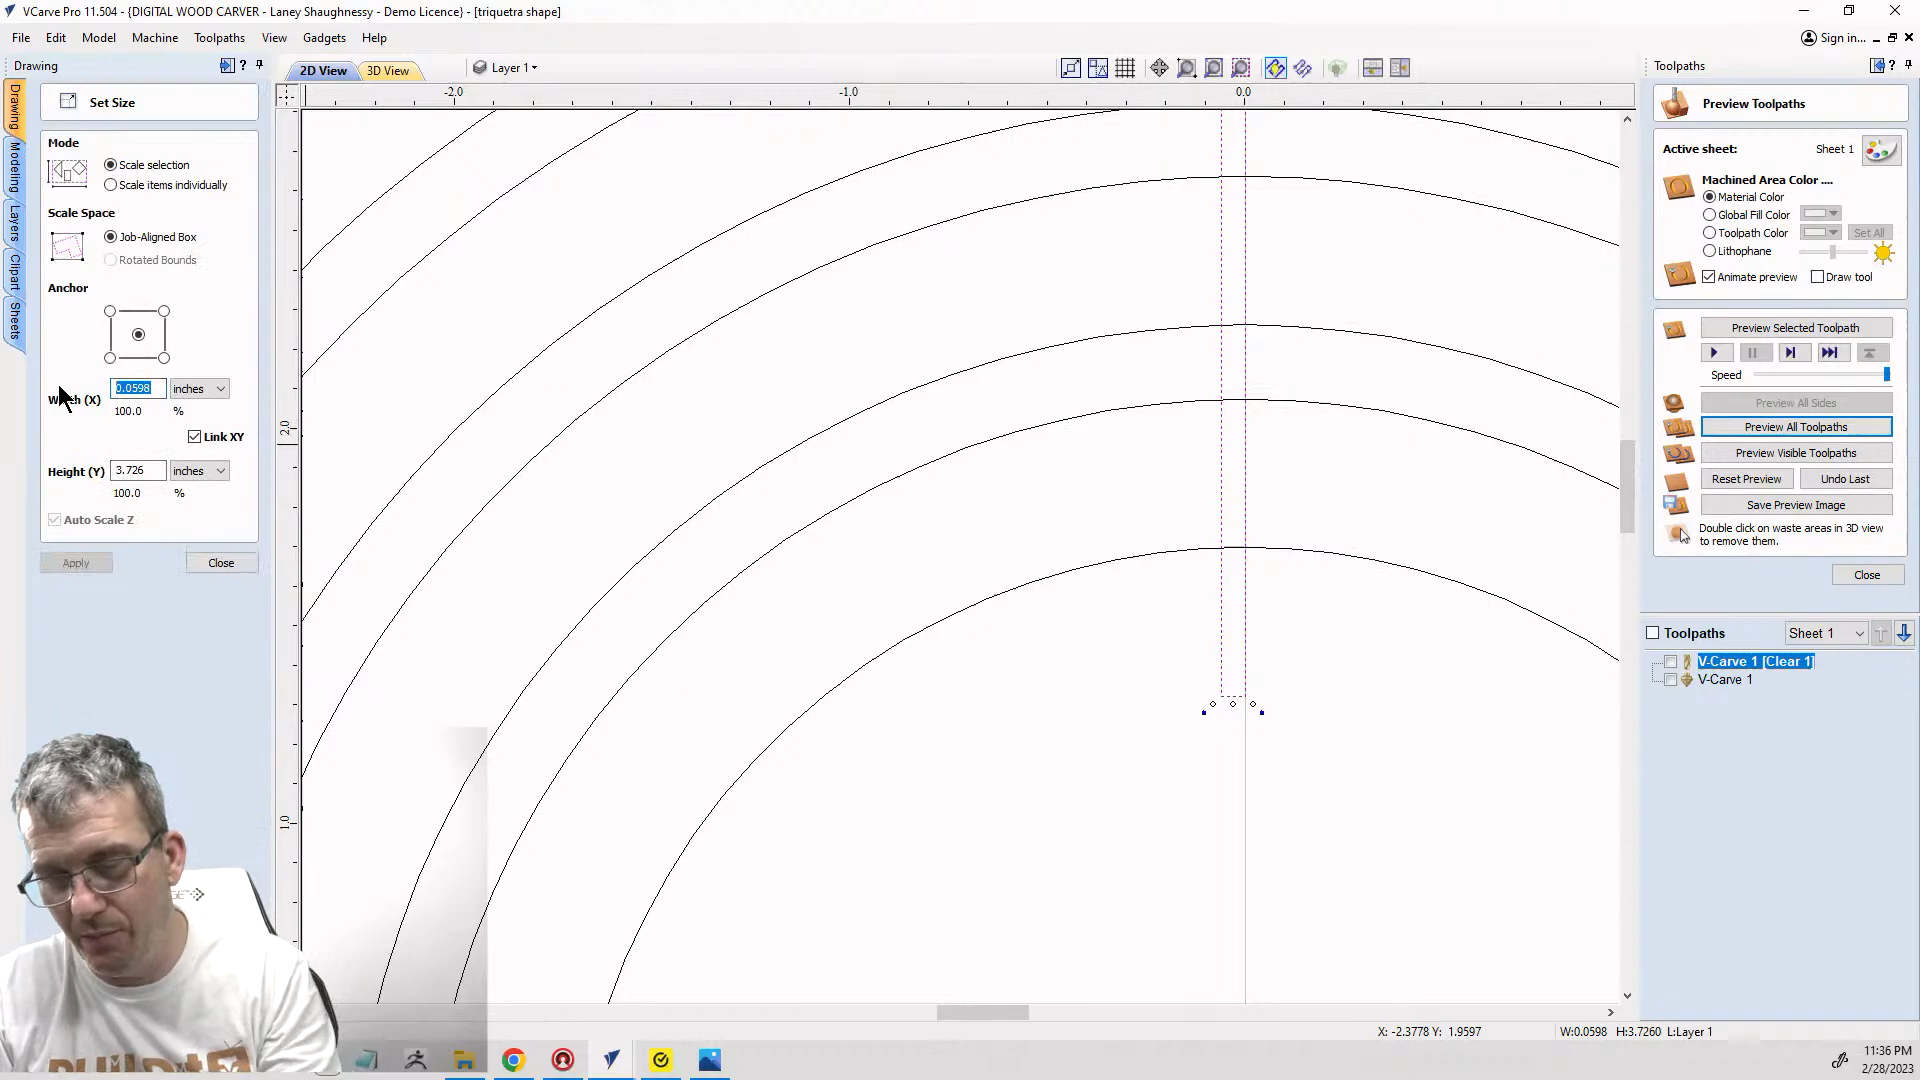 VCarve Pro 11.504 - {DIGITAL WOOD CARVER - Laney Shaughnessy - Demo Licence} - [triquetra shape]
File Edit Model Machine Toolpaths View Gadgets Help
Sign in...
Drawing
2D View 3D View Layer 1
Toolpaths
Drawing
Modeling
Layers
Clipart
Sheets
Set Size
Mode
Scale selection
Scale items individually
Scale Space
Job-Aligned Box
Rotated Bounds
Anchor
(X) 0.0598 inches
100.0 %
Link XY
Height (Y) 3.726 inches
100.0 %
Auto Scale Z
Apply Close
-2.0 -1.0 0.0
2.0
1.0
Preview Toolpaths
Active sheet: Sheet 1
Machined Area Color ....
Material Color
Global Fill Color
Toolpath Color Set All
Lithophane
Animate preview Draw tool
Preview Selected Toolpath
Speed
Preview All Sides
Preview All Toolpaths
Preview Visible Toolpaths
Reset Preview Undo Last
Save Preview Image
Double click on waste areas in 3D view
to remove them.
Close
Toolpaths Sheet 1
V-Carve 1 [Clear 1]
V-Carve 1
X: -2.3778 Y: 1.9597 W:0.0598 H:3.7260 L:Layer 1
11:36 PM
2/28/2023